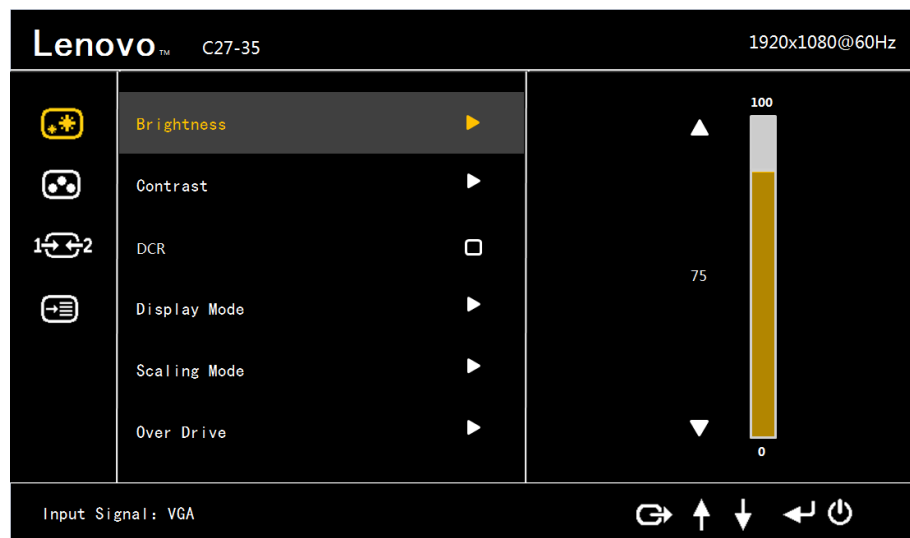 Lenovo™ C27-35 1920x1080@60Hz
100
Brightness
Contrast
1 2
DCR
75
Display Mode
Scaling Mode
Over Drive
0
Input Signal: VGA